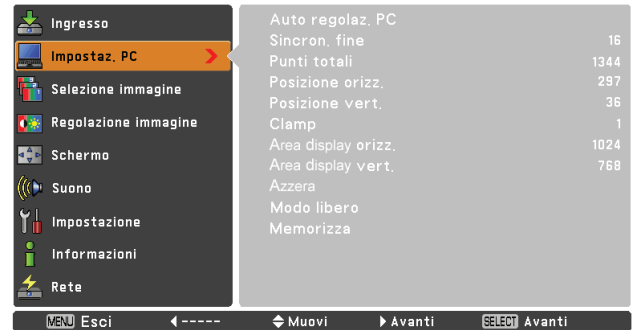 Ingresso
Impostaz. PC
Selezione immagine
Regolazione immagine
Schermo
Suono
Impostazione
Informazioni
Rete
Auto regolaz. PC
Sincron. fine 16
Punti totali 1344
Posizione orizz. 297
Posizione vert. 36
Clamp 1
Area display orizz. 1024
Area display vert. 768
Azzera
Modo libero
Memorizza
MENU Esci ----- Muovi Avanti SELECT Avanti